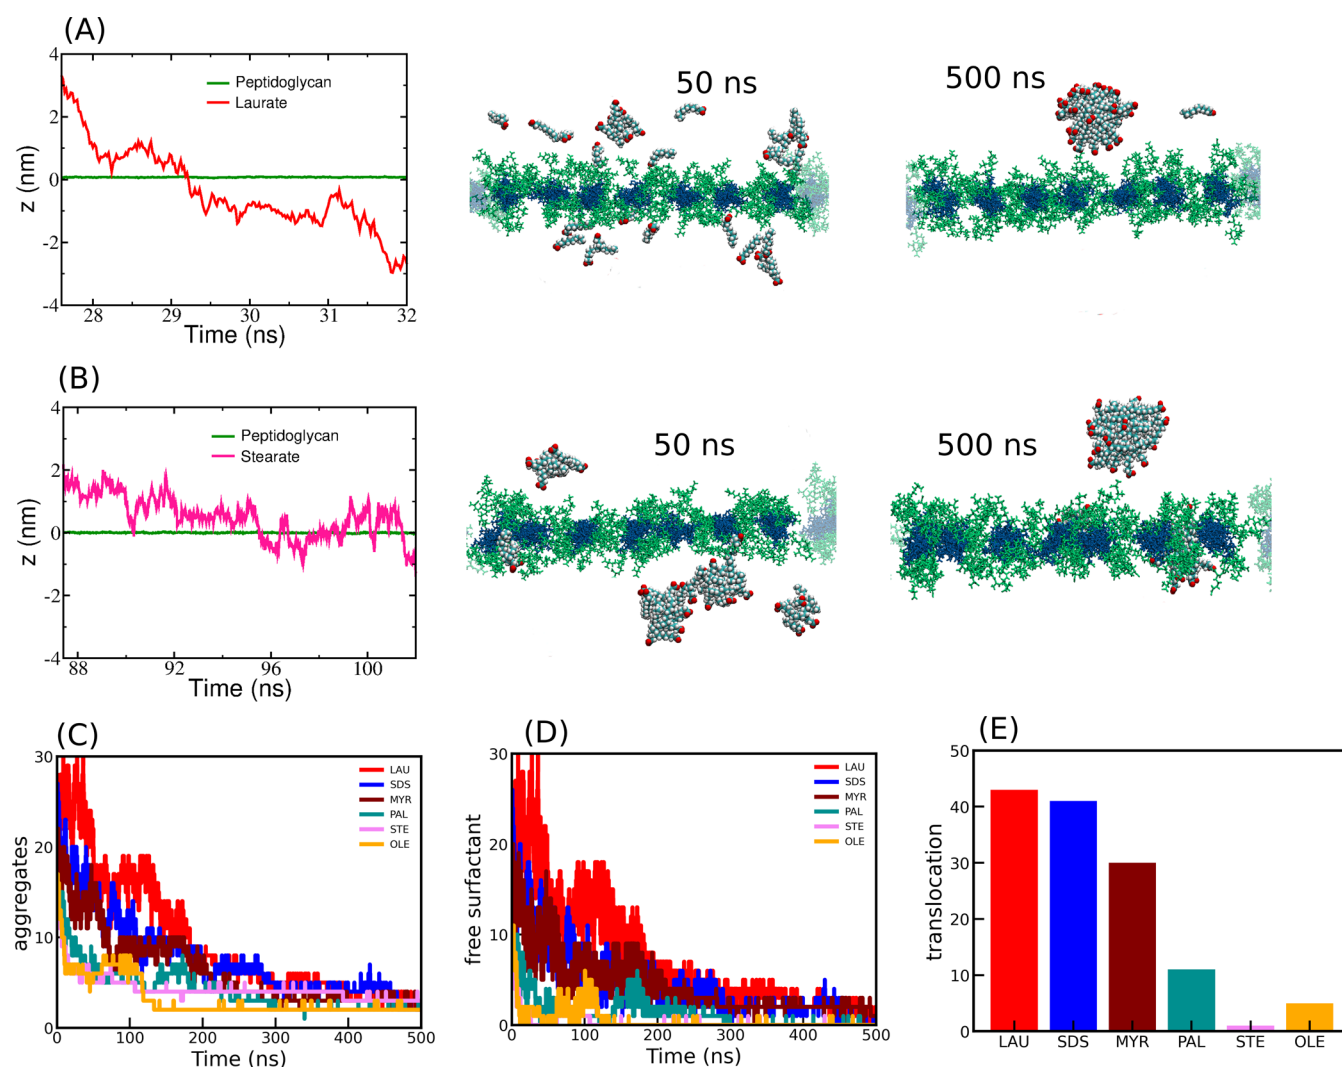 (A)
4
2
0
-2
-4
z (nm)
Peptidoglycan
Laurate
28 29 30 31 32
Time (ns)
50 ns
500 ns
(B)
4
2
0
-2
-4
z (nm)
Peptidoglycan
Stearate
88 92 96 100
Time (ns)
50 ns
500 ns
(C)
30
20
10
0
aggregates
LAU
SDS
MYR
PAL
STE
OLE
0 100 200 300 400 500
Time (ns)
(D)
30
20
10
0
free surfactant
LAU
SDS
MYR
PAL
STE
OLE
0 100 200 300 400 500
Time (ns)
(E)
50
40
30
20
10
0
translocation
LAU SDS MYR PAL STE OLE